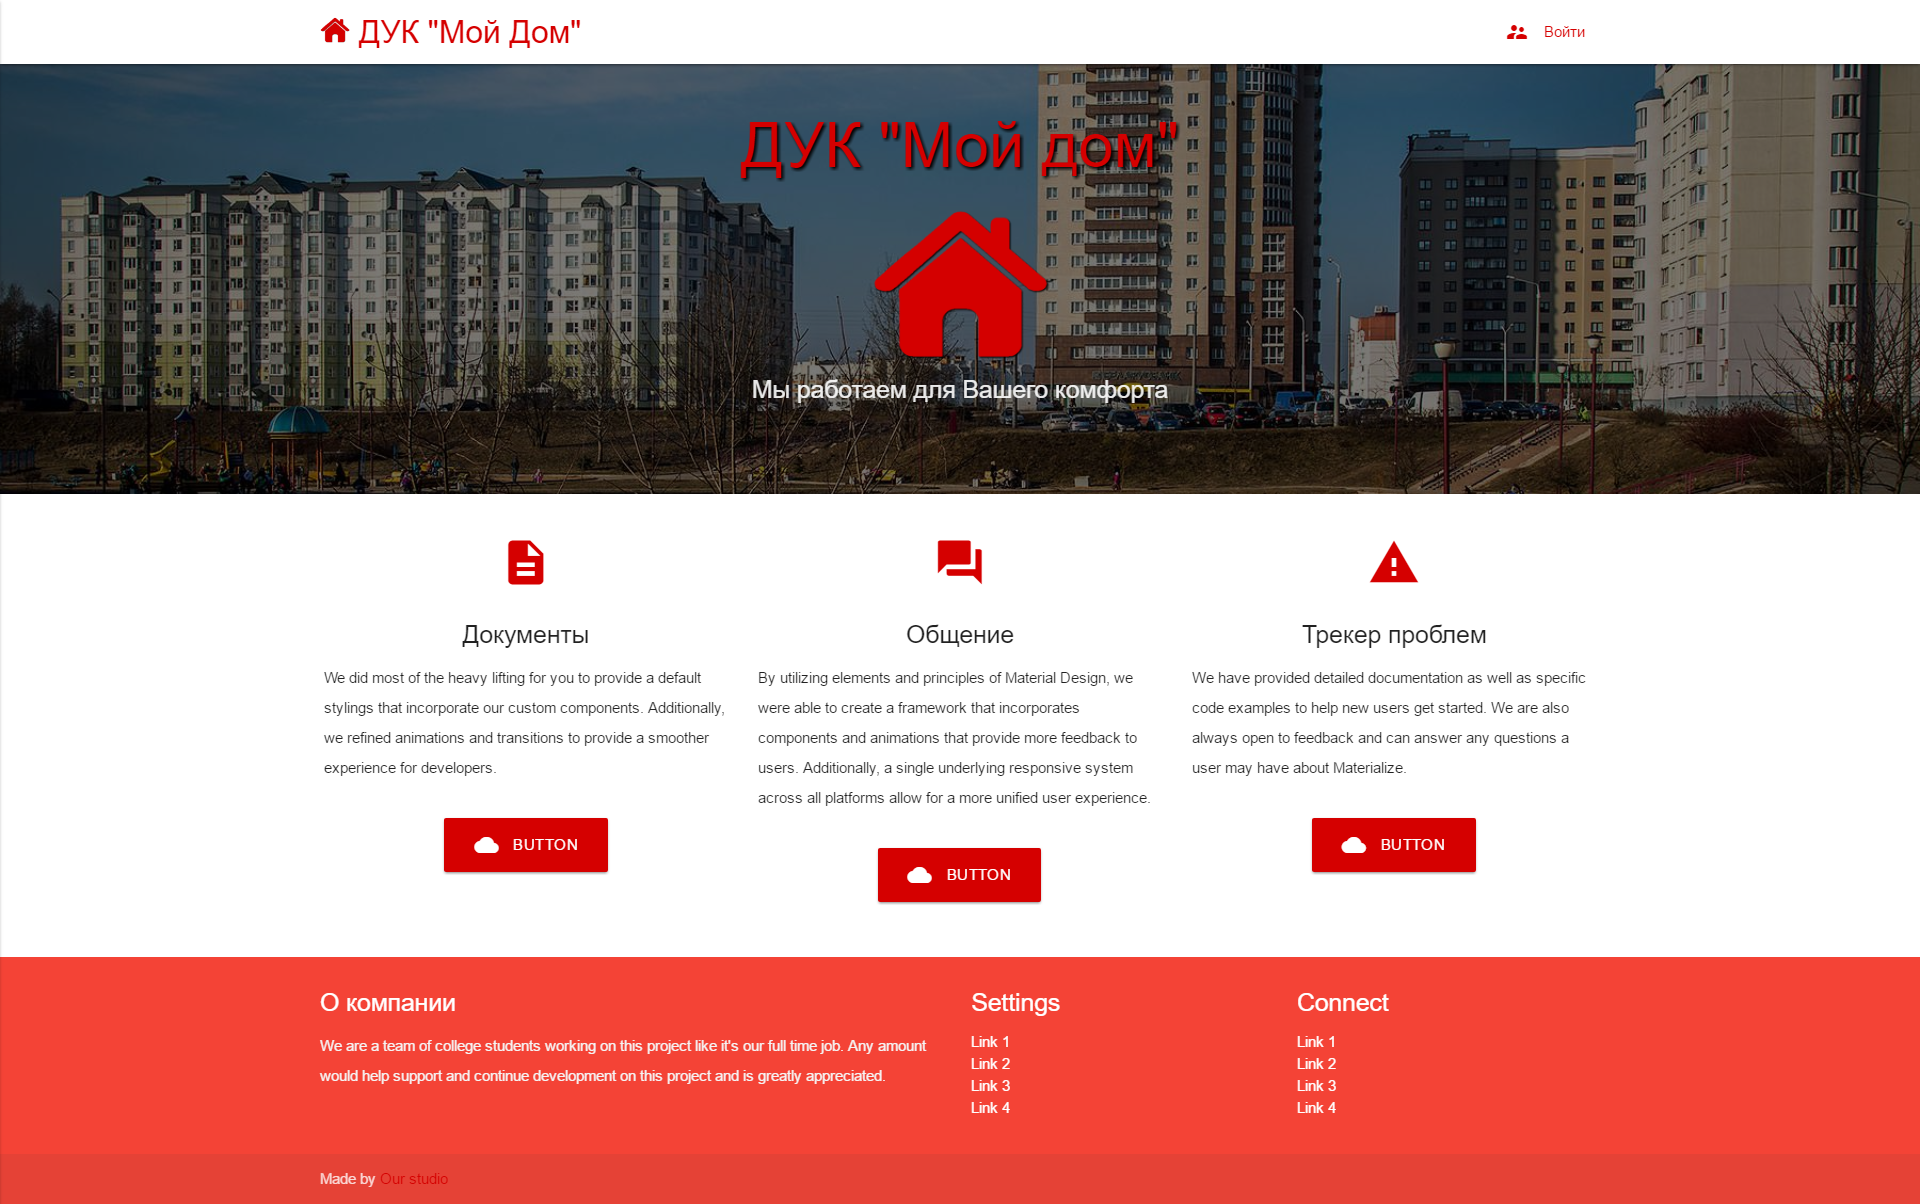 ДУК "Мой Дом"
Войти
ДУК "Мой дом"
Мы работаем для Вашего комфорта
Документы
We did most of the heavy lifting for you to provide a default
stylings that incorporate our custom components. Additionally,
we refined animations and transitions to provide a smoother
experience for developers.
BUTTON
Общение
By utilizing elements and principles of Material Design, we
were able to create a framework that incorporates
components and animations that provide more feedback to
users. Additionally, a single underlying responsive system
across all platforms allow for a more unified user experience.
BUTTON
Трекер проблем
We have provided detailed documentation as well as specific
code examples to help new users get started. We are also
always open to feedback and can answer any questions a
user may have about Materialize.
BUTTON
О компании
We are a team of college students working on this project like it's our full time job. Any amount
would help support and continue development on this project and is greatly appreciated.
Settings
Link 1
Link 2
Link 3
Link 4
Connect
Link 1
Link 2
Link 3
Link 4
Made by Our studio